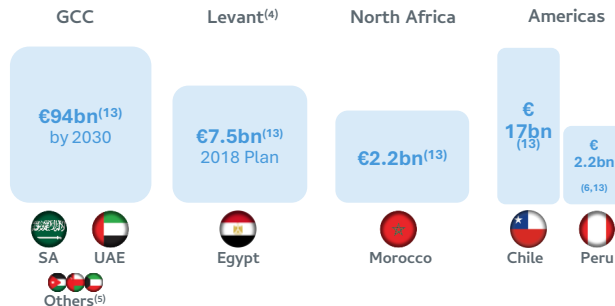 GCC
Levant(4)
North Africa
Americas
€94bn(13)
by 2030
€7.5bn(13)
2018 Plan
€2.2bn(13)
€
17bn
(13)
€
2.2bn
(6,13)
SA
UAE
Egypt
Morocco
Chile
Peru
Others(5)